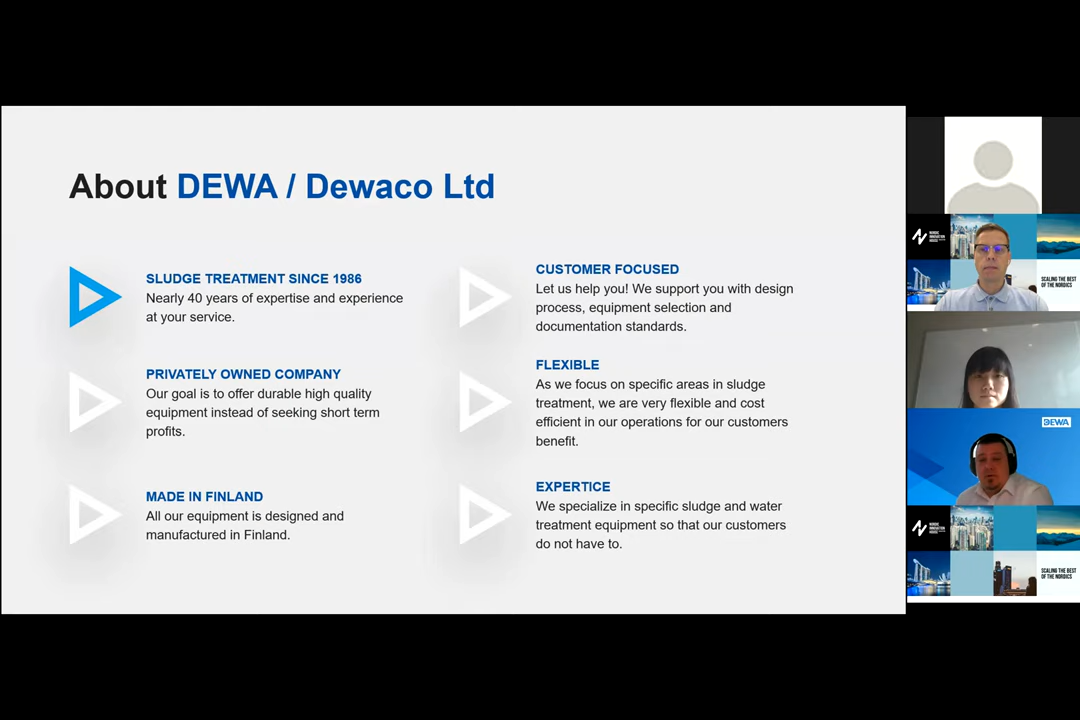 About DEWA / Dewaco Ltd
SLUDGE TREATMENT SINCE 1986
Nearly 40 years of expertise and experience
at your service.
PRIVATELY OWNED COMPANY
Our goal is to offer durable high quality
equipment instead of seeking short term
profits.
MADE IN FINLAND
All our equipment is designed and
manufactured in Finland.
CUSTOMER FOCUSED
Let us help you! We support you with design
process, equipment selection and
documentation standards.
FLEXIBLE
As we focus on specific areas in sludge
treatment, we are very flexible and cost
efficient in our operations for our customers
benefit.
EXPERTICE
We specialize in specific sludge and water
treatment equipment so that our customers
do not have to.
NORDIC
INNOVATION
HOUSE
SCALING THE BEST
OF THE NORDICS
DEWA
NORDIC
INNOVATION
HOUSE
SCALING THE BEST
OF THE NORDICS